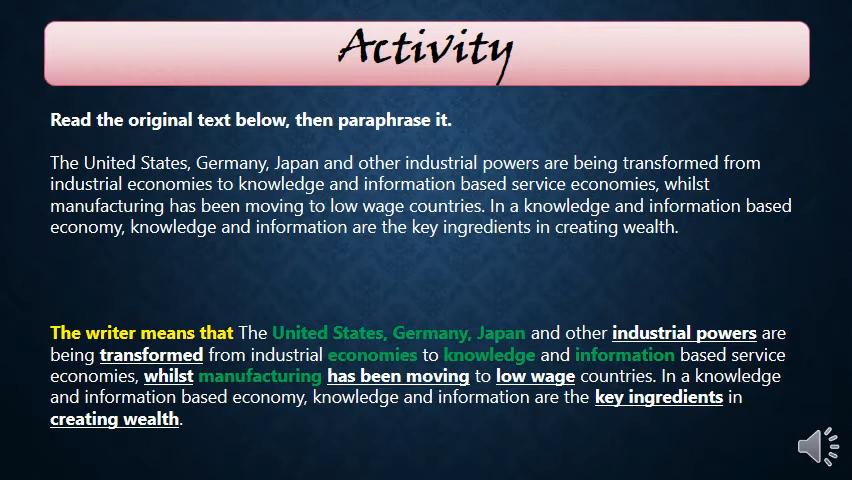 Activity
Read the original text below, then paraphrase it.
The United States, Germany, Japan and other industrial powers are being transformed from
industrial economies to knowledge and information based service economies, whilst
manufacturing has been moving to low wage countries. In a knowledge and information based
economy, knowledge and information are the key ingredients in creating wealth.
The writer means that The United States, Germany, Japan and other industrial powers are
being transformed from industrial economies to knowledge and information based service
economies, whilst manufacturing has been moving to low wage countries. In a knowledge
and information based economy, knowledge and information are the key ingredients in
creating wealth.